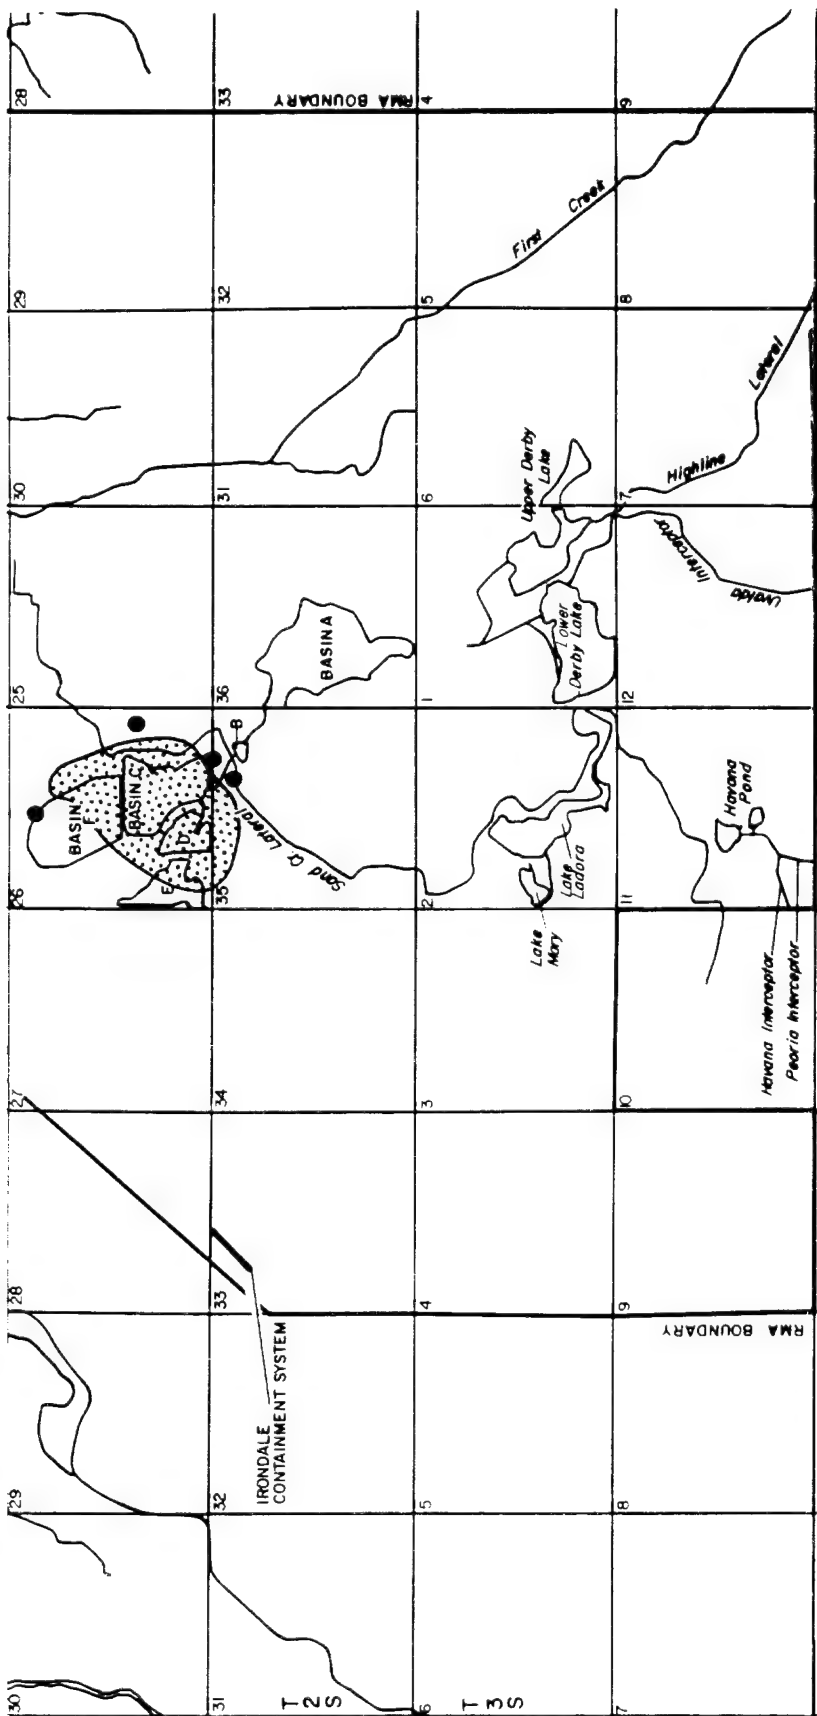 30 29 28 27 26 25 30 29 28
BASIN
F
BASIN C
E
D
31 32 33 34 35 36 31 32 33
B
IRONDALE
CONTAINMENT SYSTEM
Sand Cr Lateral
BASIN A
RMA BOUNDARY
T
2
S
6 5 4 3 2 1 6 5 4
T
3
S
Lake
Mary
Lake
Ladora
Lower
Derby Lake
Upper Derby
Lake
First Creek
7 8 9 10 11 12 7 8 9
RMA BOUNDARY
Havana
Pond
Uvalda Interceptor
Highline Lateral
Havana Interceptor
Peoria Interceptor